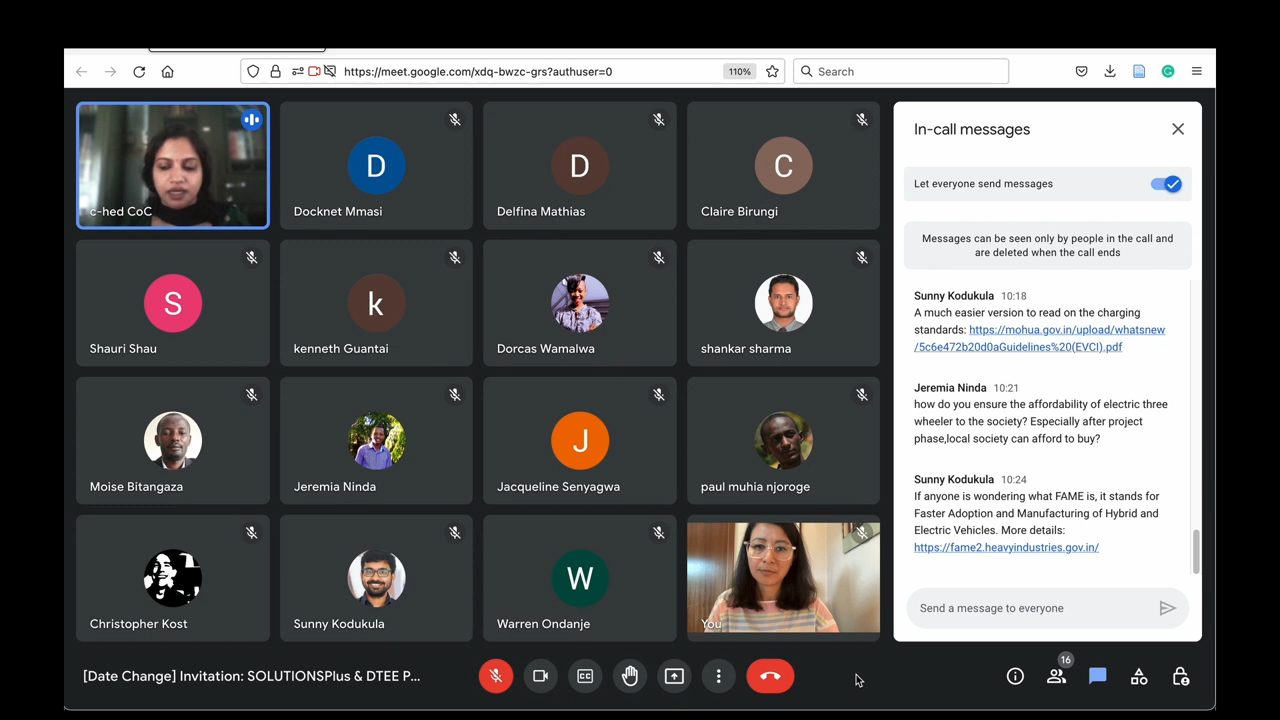 https://meet.google.com/xdq-bwzc-grs?authuser=0
110%
Search
c-hed CoC
D
Docknet Mmasi
D
Delfina Mathias
C
Claire Birungi
S
Shauri Shau
k
kenneth Guantai
Dorcas Wamalwa
shankar sharma
Moise Bitangaza
Jeremia Ninda
J
Jacqueline Senyagwa
paul muhia njoroge
Christopher Kost
Sunny Kodukula
W
Warren Ondanje
You
In-call messages
Let everyone send messages
Messages can be seen only by people in the call and
are deleted when the call ends
Sunny Kodukula 10:18
A much easier version to read on the charging
standards: https://mohua.gov.in/upload/whatsnew
/5c6e472b20d0aGuidelines%20(EVCI).pdf
Jeremia Ninda 10:21
how do you ensure the affordability of electric three
wheeler to the society? Especially after project
phase,local society can afford to buy?
Sunny Kodukula 10:24
If anyone is wondering what FAME is, it stands for
Faster Adoption and Manufacturing of Hybrid and
Electric Vehicles. More details:
https://fame2.heavyindustries.gov.in/
Send a message to everyone
[Date Change] Invitation: SOLUTIONSPlus & DTEE P...
CC
16